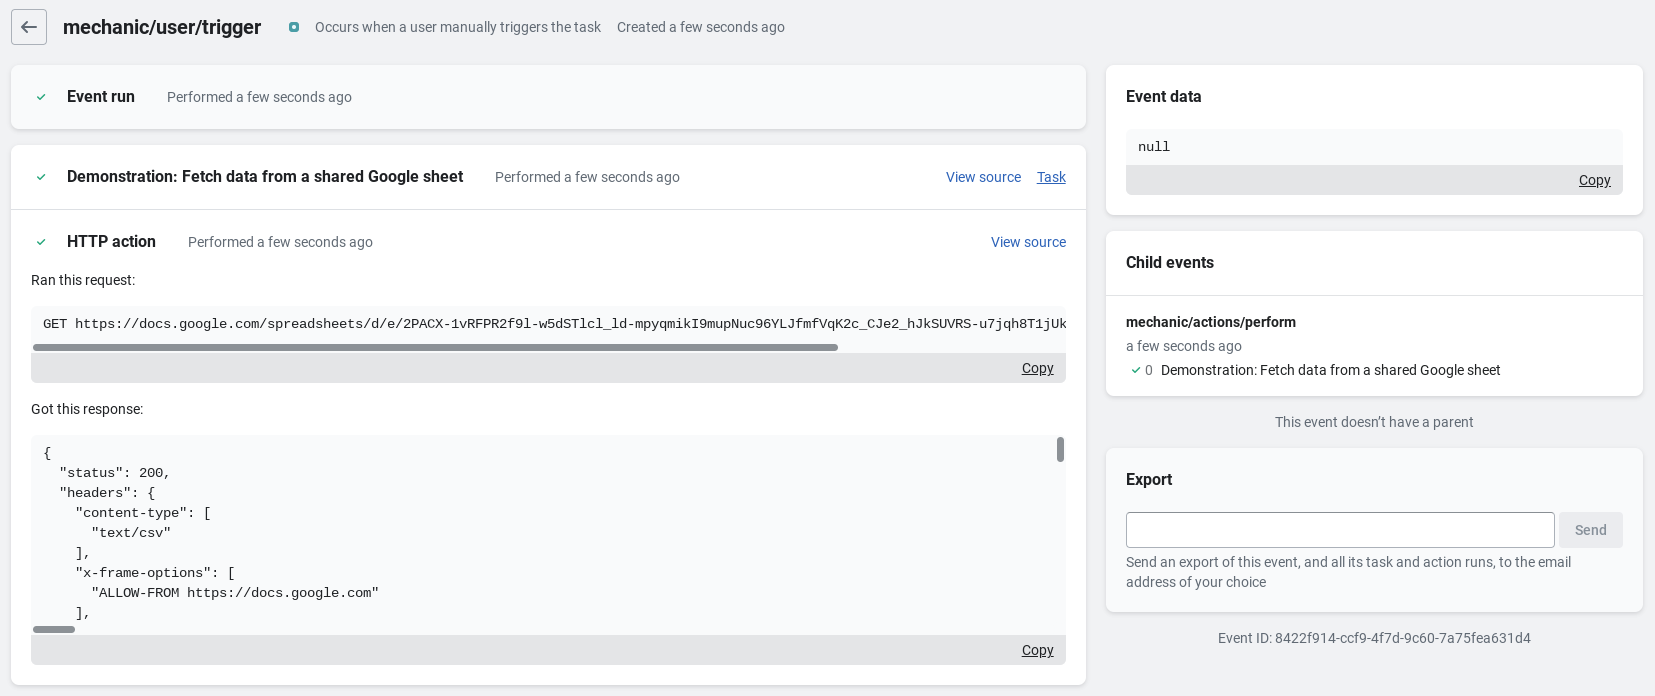 mechanic/user/trigger Occurs when a user manually triggers the task Created a few seconds ago
Event run Performed a few seconds ago
Demonstration: Fetch data from a shared Google sheet Performed a few seconds ago View source Task
HTTP action Performed a few seconds ago View source
Ran this request:
GET https://docs.google.com/spreadsheets/d/e/2PACX-1vRFPR2f9l-w5dSTlcl_ld-mpyqmikI9mupNuc96YLJfmfVqK2c_CJe2_hJkSUVRS-u7jqh8T1jUk
Copy
Got this response:
{
  "status": 200,
  "headers": {
    "content-type": [
      "text/csv"
    ],
    "x-frame-options": [
      "ALLOW-FROM https://docs.google.com"
    ],
Copy
Event data
null
Copy
Child events
mechanic/actions/perform
a few seconds ago
0 Demonstration: Fetch data from a shared Google sheet
This event doesn’t have a parent
Export
Send
Send an export of this event, and all its task and action runs, to the email
address of your choice
Event ID: 8422f914-ccf9-4f7d-9c60-7a75fea631d4